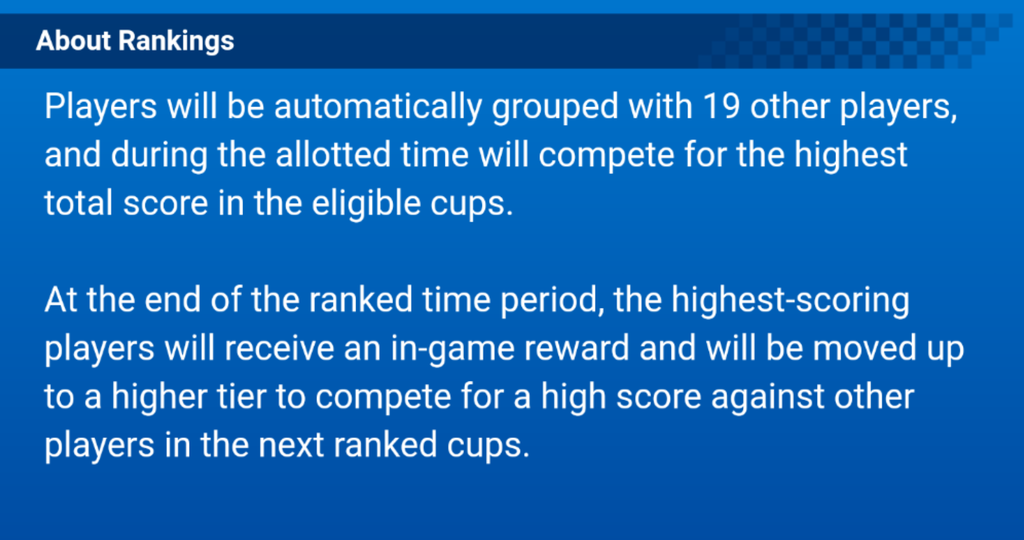 About Rankings
Players will be automatically grouped with 19 other players,
and during the allotted time will compete for the highest
total score in the eligible cups.
At the end of the ranked time period, the highest-scoring
players will receive an in-game reward and will be moved up
to a higher tier to compete for a high score against other
players in the next ranked cups.